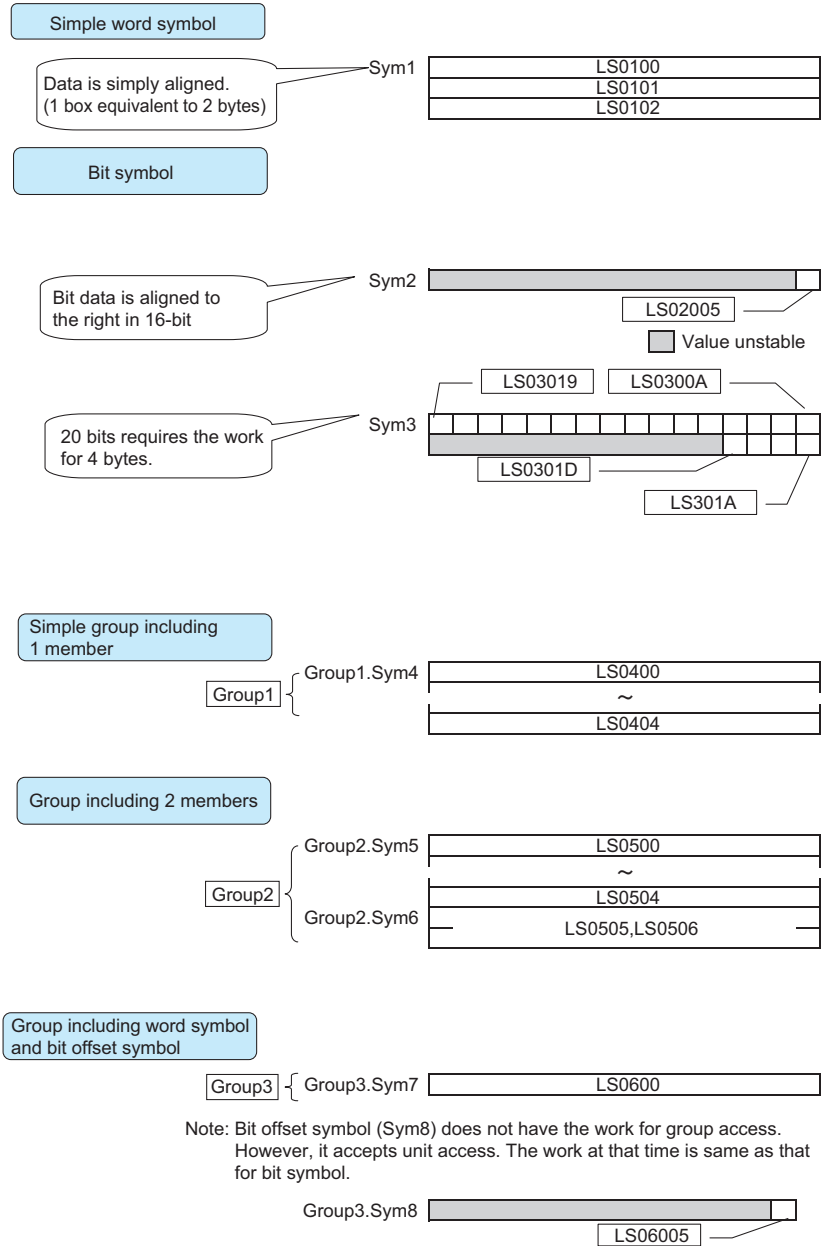 Simple word symbol
Data is simply aligned.
(1 box equivalent to 2 bytes)
Sym1
LS0100
LS0101
LS0102
Bit symbol
Bit data is aligned to
the right in 16-bit
Sym2
LS02005
Value unstable
20 bits requires the work
for 4 bytes.
Sym3
LS03019
LS0300A
LS0301D
LS301A
Simple group including
1 member
Group1
Group1.Sym4
LS0400
~
LS0404
Group including 2 members
Group2
Group2.Sym5
LS0500
~
LS0504
Group2.Sym6
LS0505,LS0506
Group including word symbol
and bit offset symbol
Group3
Group3.Sym7
LS0600
Note: Bit offset symbol (Sym8) does not have the work for group access.
However, it accepts unit access. The work at that time is same as that
for bit symbol.
Group3.Sym8
LS06005